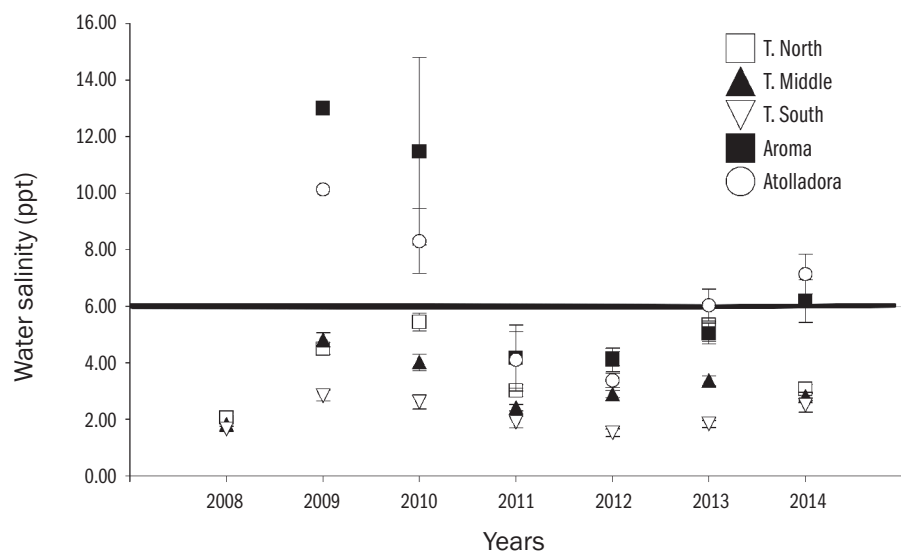 16.00
14.00
12.00
10.00
8.00
6.00
4.00
2.00
0.00
Water salinity (ppt)
T. North
T. Middle
T. South
Aroma
Atolladora
2008 2009 2010 2011 2012 2013 2014
Years